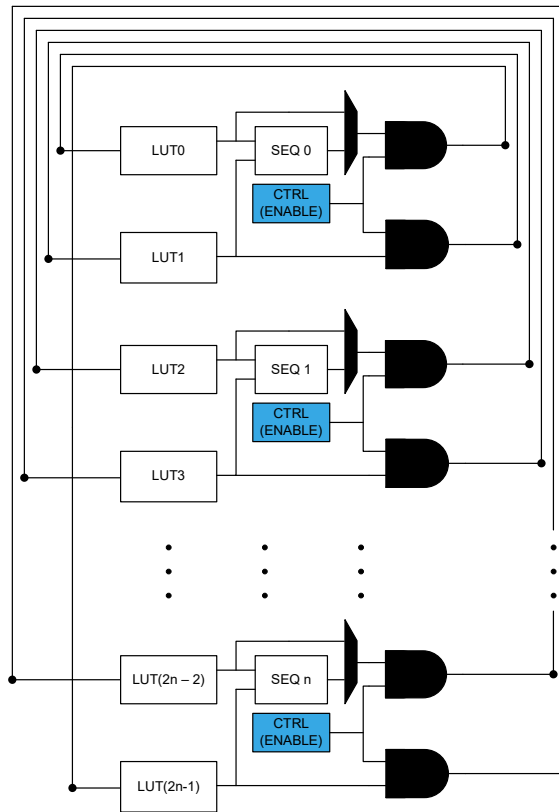 LUT0
SEQ 0
CTRL
(ENABLE)
LUT1
LUT2
SEQ 1
CTRL
(ENABLE)
LUT3
LUT(2n – 2)
SEQ n
CTRL
(ENABLE)
LUT(2n-1)